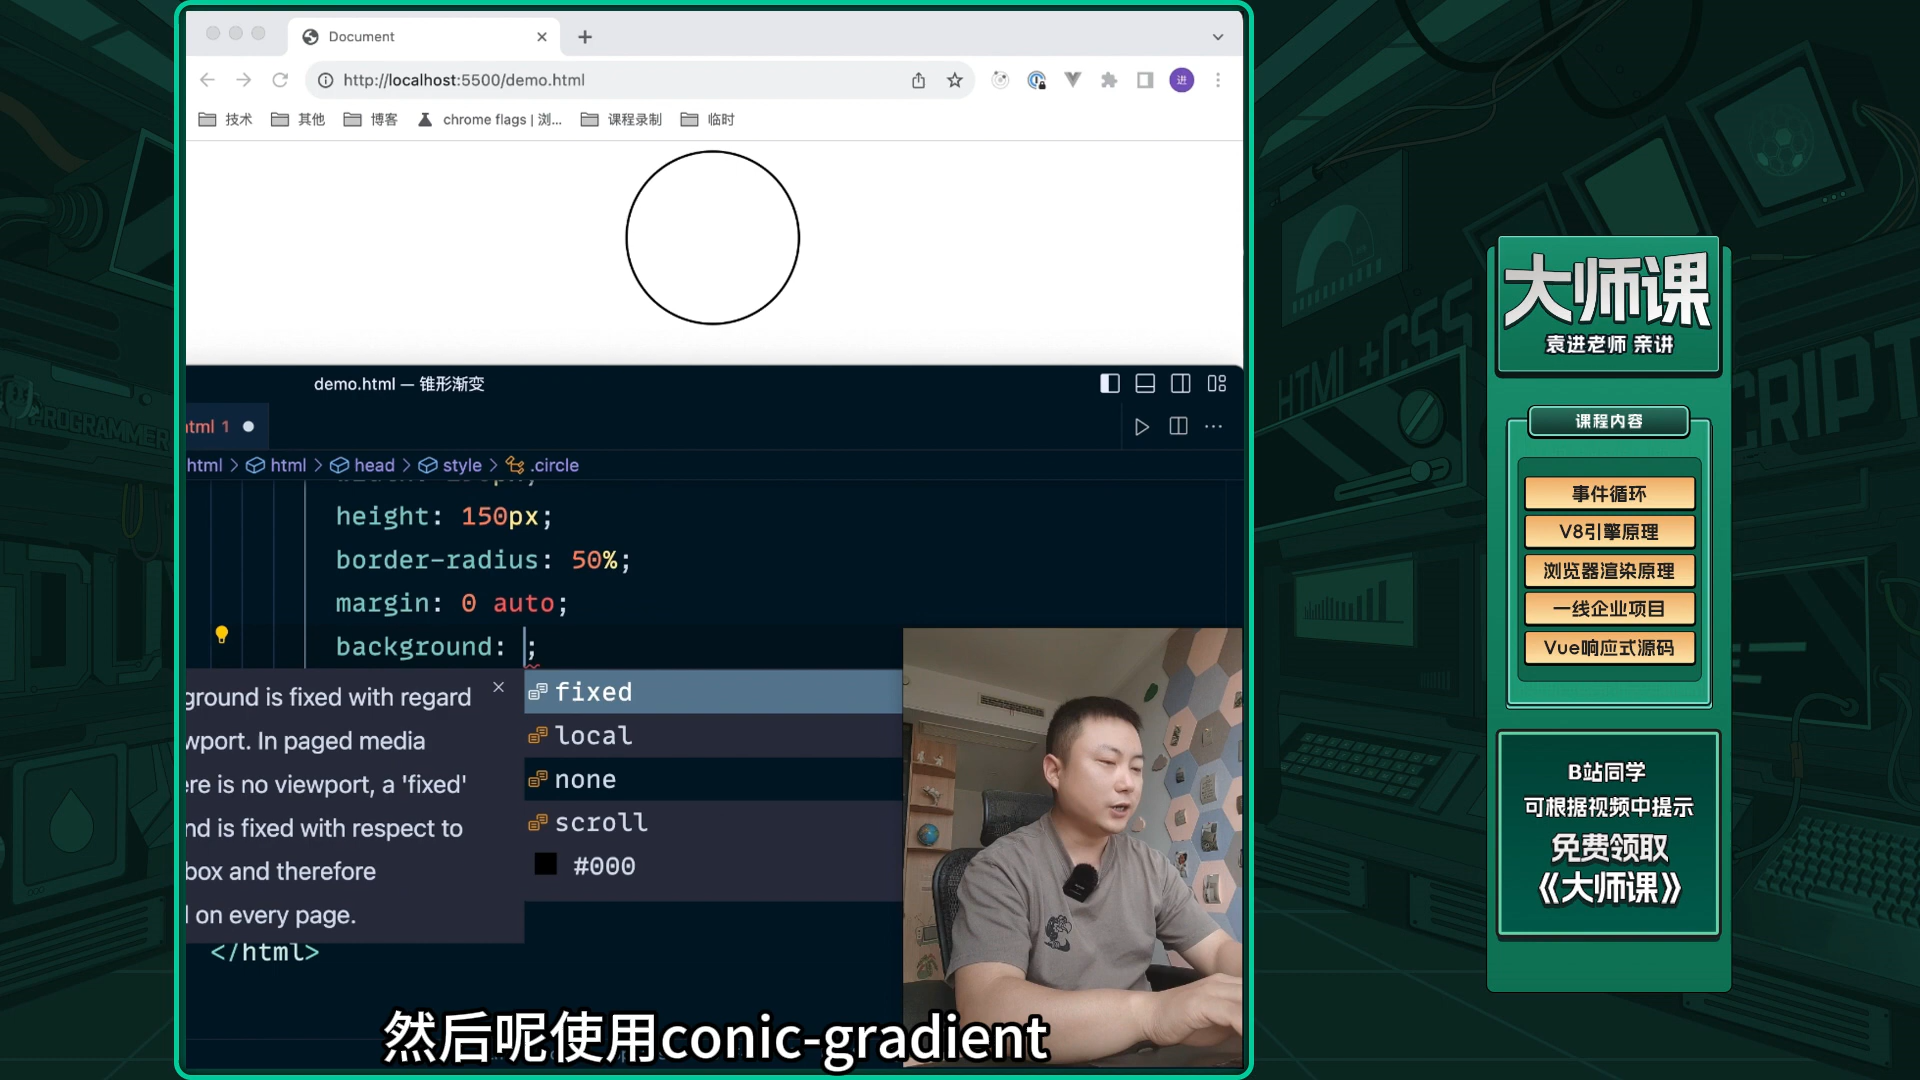 Document
http://localhost:5500/demo.html
进
技术
其他
博客
chrome flags | 浏...
课程录制
临时
demo.html — 锥形渐变
html 1
html > html > head > style > .circle
height: 150px;
border-radius: 50%;
margin: 0 auto;
background: ;
ground is fixed with regard
wport. In paged media
ere is no viewport, a 'fixed'
nd is fixed with respect to
box and therefore
l on every page.
fixed
local
none
scroll
#000
</html>
然后呢使用conic-gradient
大师课
袁进老师 亲讲
课程内容
事件循环
V8引擎原理
浏览器渲染原理
一线企业项目
Vue响应式源码
B站同学
可根据视频中提示
免费领取
《大师课》
PROGRAMMER
HTML+CSS
CRIPT